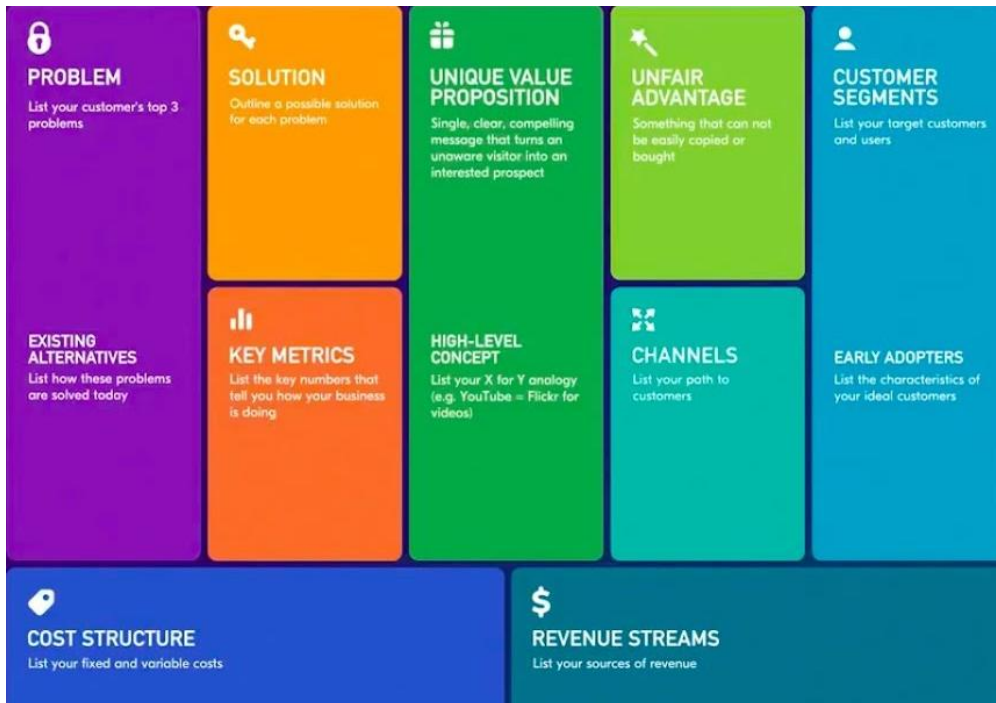 PROBLEM
List your customer's top 3
problems
EXISTING
ALTERNATIVES
List how these problems
are solved today
SOLUTION
Outline a possible solution
for each problem
KEY METRICS
List the key numbers that
tell you how your business
is doing
UNIQUE VALUE
PROPOSITION
Single, clear, compelling
message that turns an
unaware visitor into an
interested prospect
HIGH-LEVEL
CONCEPT
List your X for Y analogy
(e.g. YouTube = Flickr for
videos)
UNFAIR
ADVANTAGE
Something that can not
be easily copied or
bought
CHANNELS
List your path to
customers
CUSTOMER
SEGMENTS
List your target customers
and users
EARLY ADOPTERS
List the characteristics of
your ideal customers
COST STRUCTURE
List your fixed and variable costs
REVENUE STREAMS
List your sources of revenue